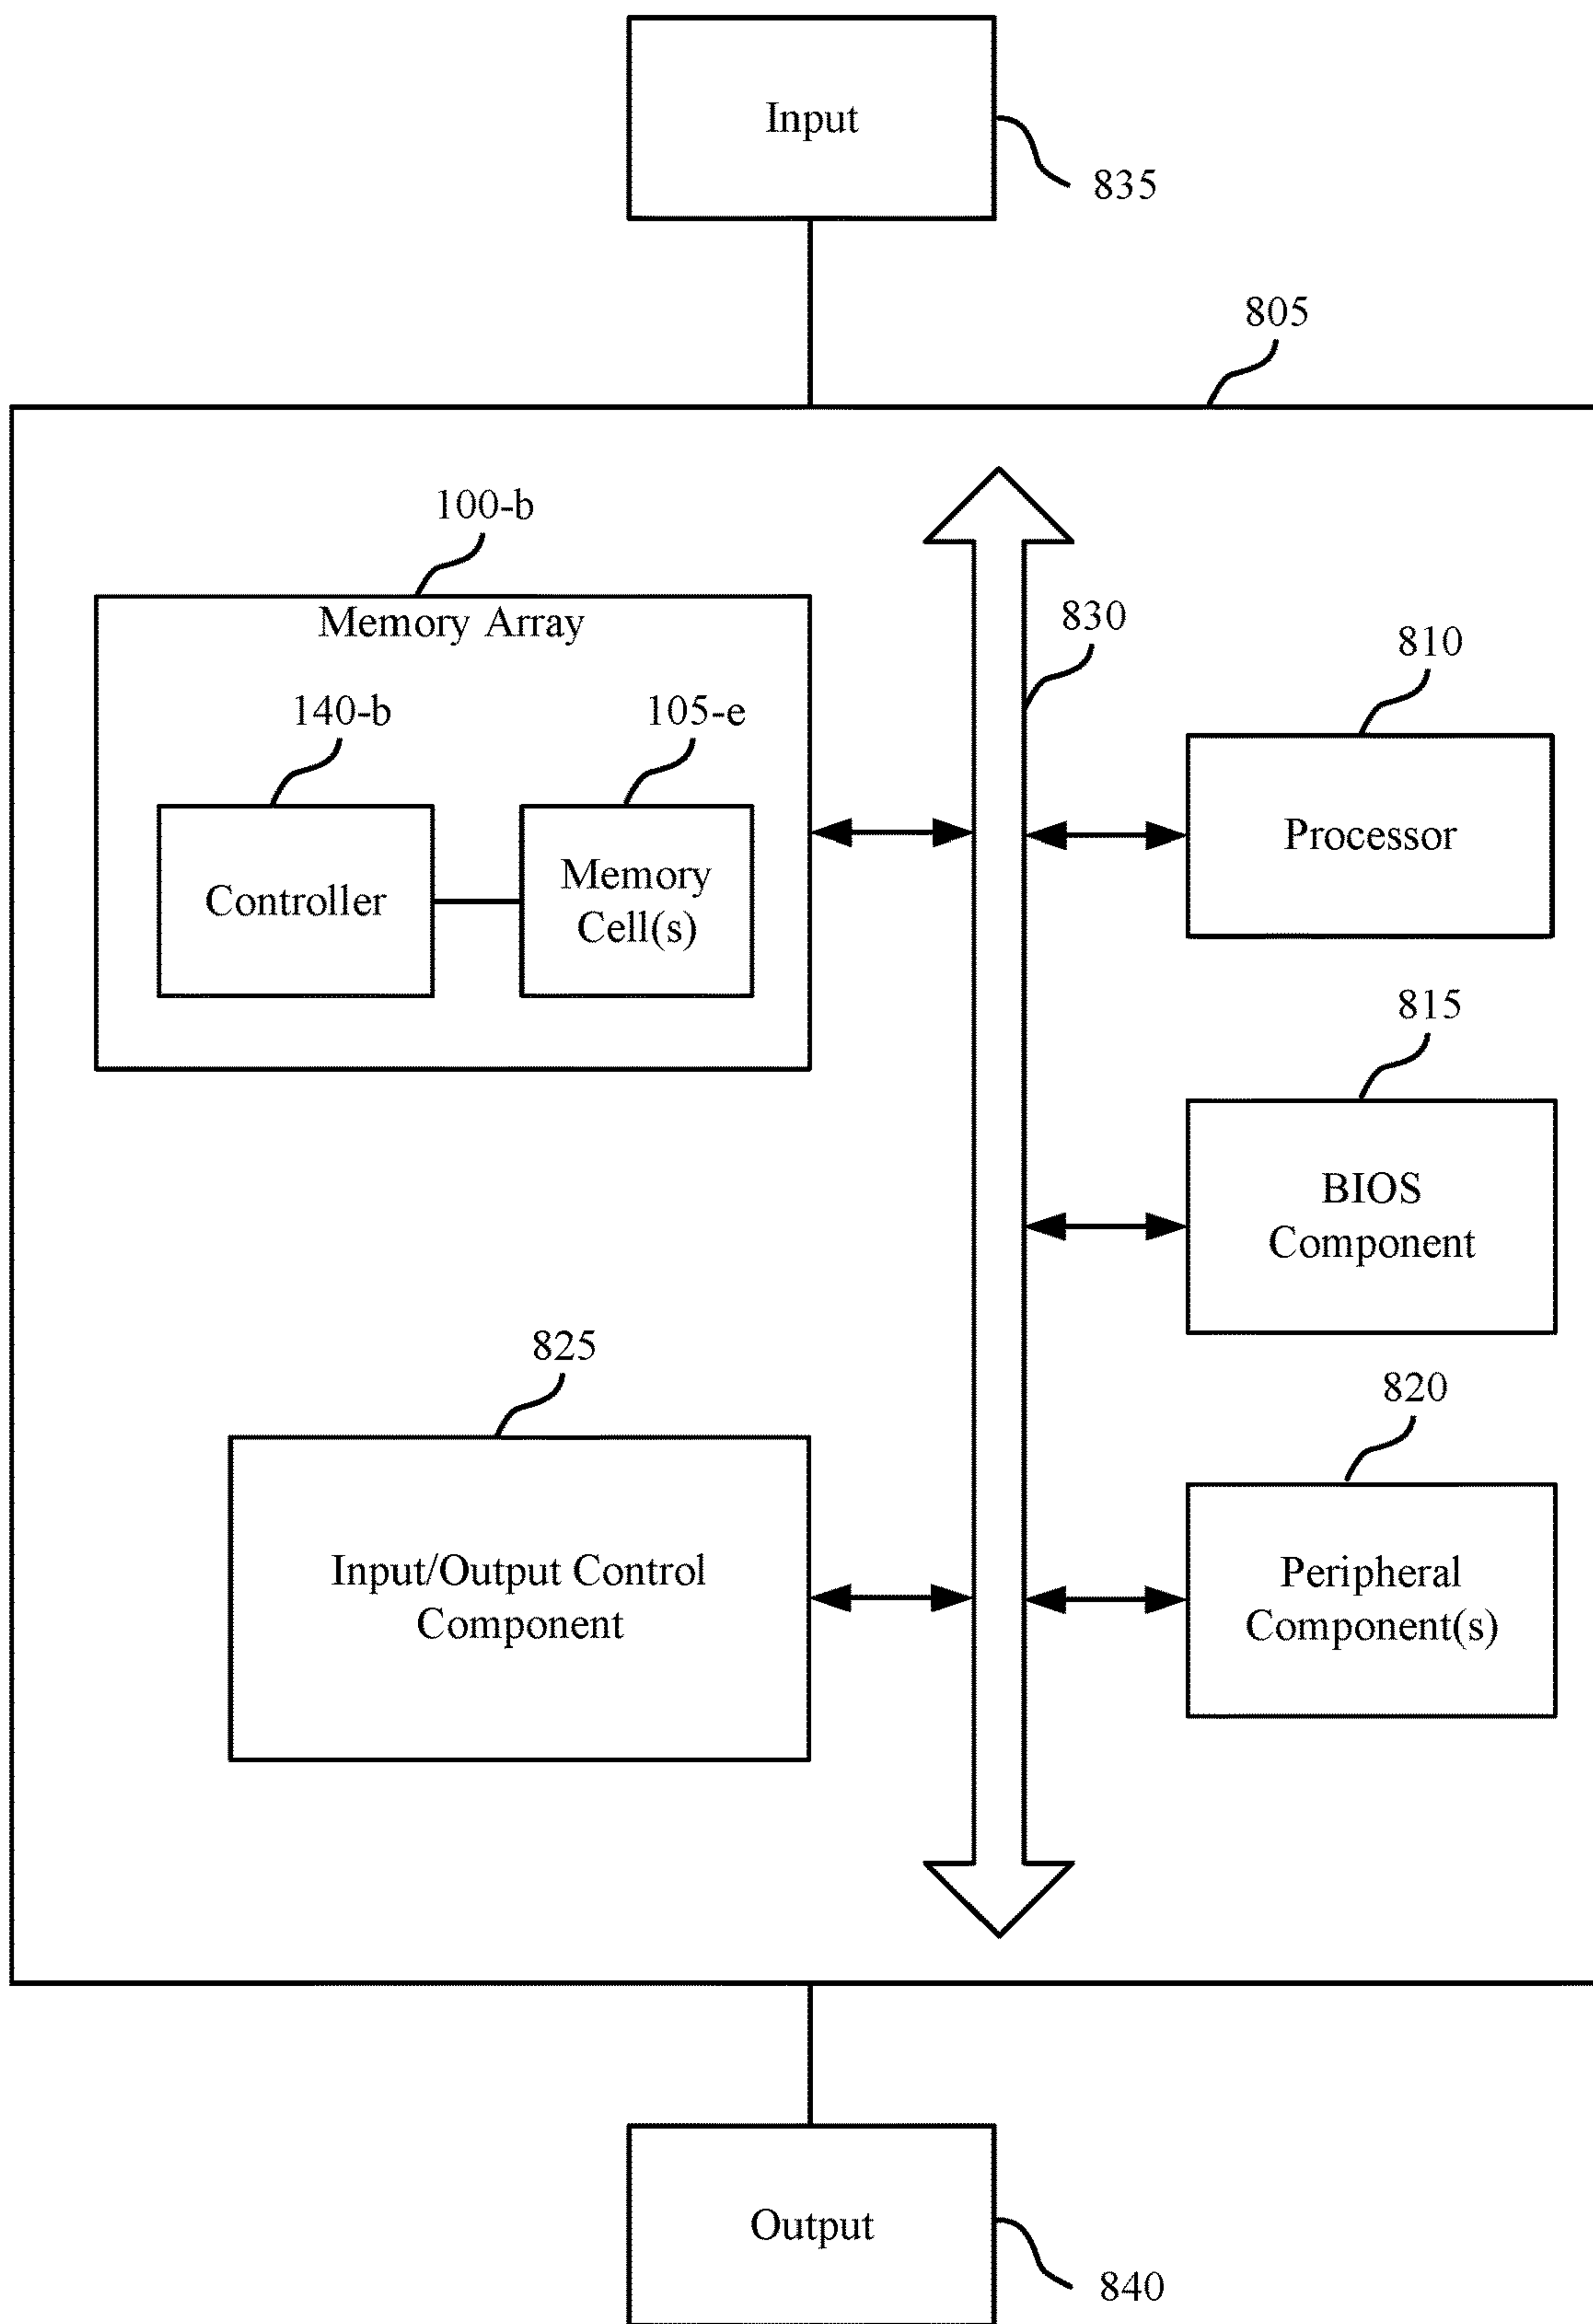 Input
835
805
100-b
Memory Array
830
810
140-b
105-e
Processor
Controller
Memory
Cell(s)
815
BIOS
Component
825
820
Input/Output Control
Component
Peripheral
Component(s)
Output
840